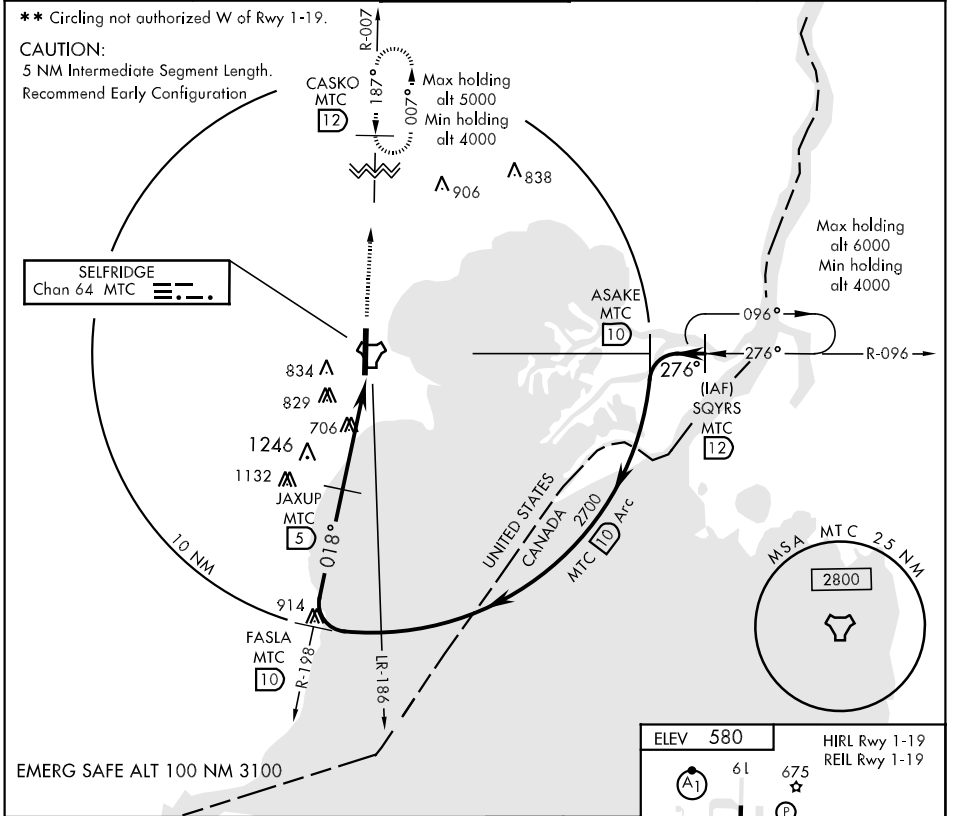 ** Circling not authorized W of Rwy 1-19.
CAUTION:
5 NM Intermediate Segment Length.
Recommend Early Configuration
R-007
CASKO
MTC
12
187°
007°
Max holding
alt 5000
Min holding
alt 4000
906
838
SELFRIDGE
Chan 64 MTC
Max holding
alt 6000
Min holding
alt 4000
ASAKE
MTC
10
096°
276°
R-096
276°
(IAF)
SQYRS
MTC
12
834
829
706
1246
1132
JAXUP
MTC
5
018°
10 NM
UNITED STATES
CANADA
2700
MTC 10 Arc
914
FASLA
MTC
10
R-198
LR-186
MSA MTC 25 NM
2800
EMERG SAFE ALT 100 NM 3100
ELEV 580
HIRL Rwy 1-19
REIL Rwy 1-19
A1
19
675
P